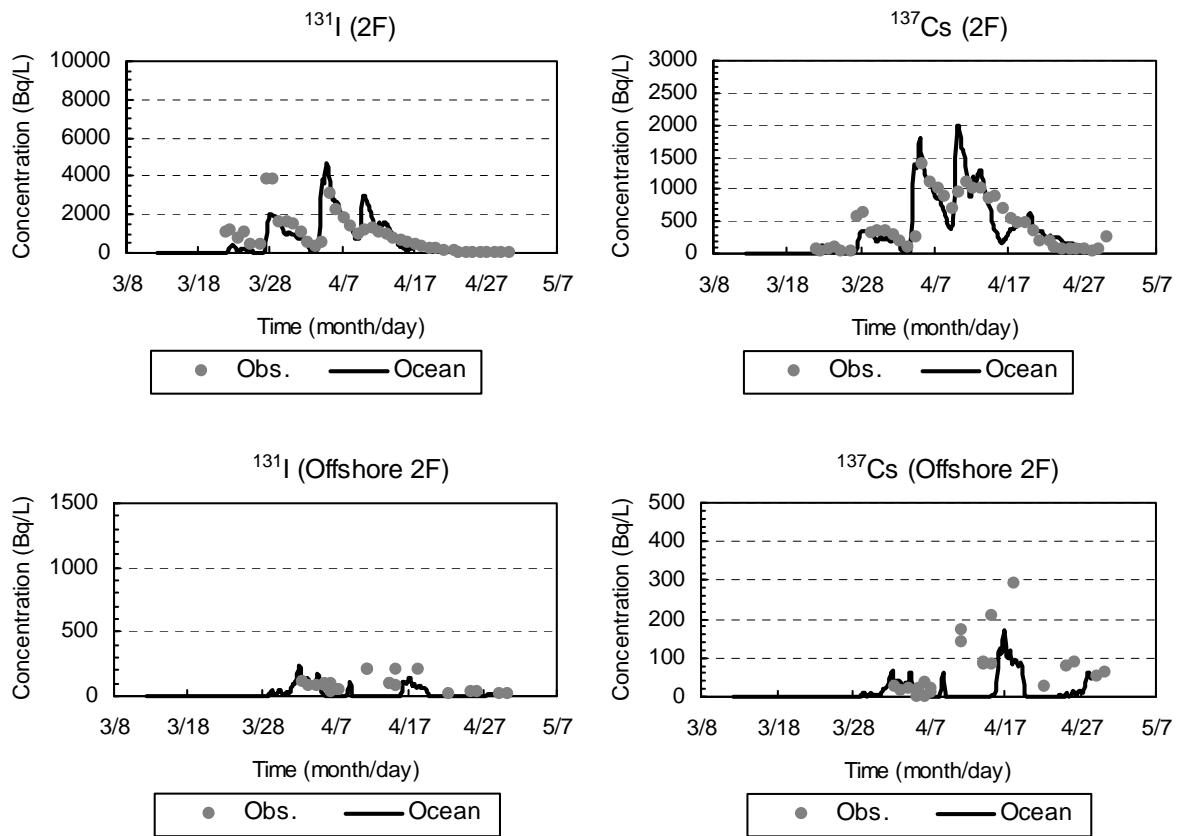 ¹³¹I (2F)
Concentration (Bq/L)
10000
8000
6000
4000
2000
0
3/8 3/18 3/28 4/7 4/17 4/27 5/7
Time (month/day)
Obs. Ocean
¹³⁷Cs (2F)
Concentration (Bq/L)
3000
2500
2000
1500
1000
500
0
3/8 3/18 3/28 4/7 4/17 4/27 5/7
Time (month/day)
Obs. Ocean
¹³¹I (Offshore 2F)
Concentration (Bq/L)
1500
1000
500
0
3/8 3/18 3/28 4/7 4/17 4/27 5/7
Time (month/day)
Obs. Ocean
¹³⁷Cs (Offshore 2F)
Concentration (Bq/L)
500
400
300
200
100
0
3/8 3/18 3/28 4/7 4/17 4/27 5/7
Time (month/day)
Obs. Ocean